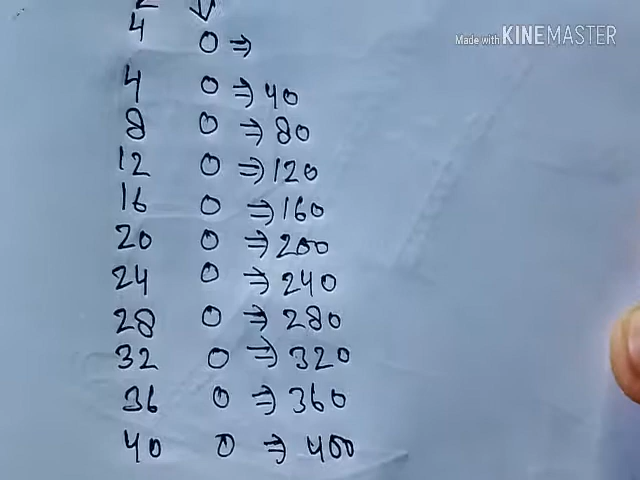 Made with KINEMASTER
4 0 ⇒
4 0 ⇒ 40
8 0 ⇒ 80
12 0 ⇒ 120
16 0 ⇒ 160
20 0 ⇒ 200
24 0 ⇒ 240
28 0 ⇒ 280
32 0 ⇒ 320
36 0 ⇒ 360
40 0 ⇒ 400